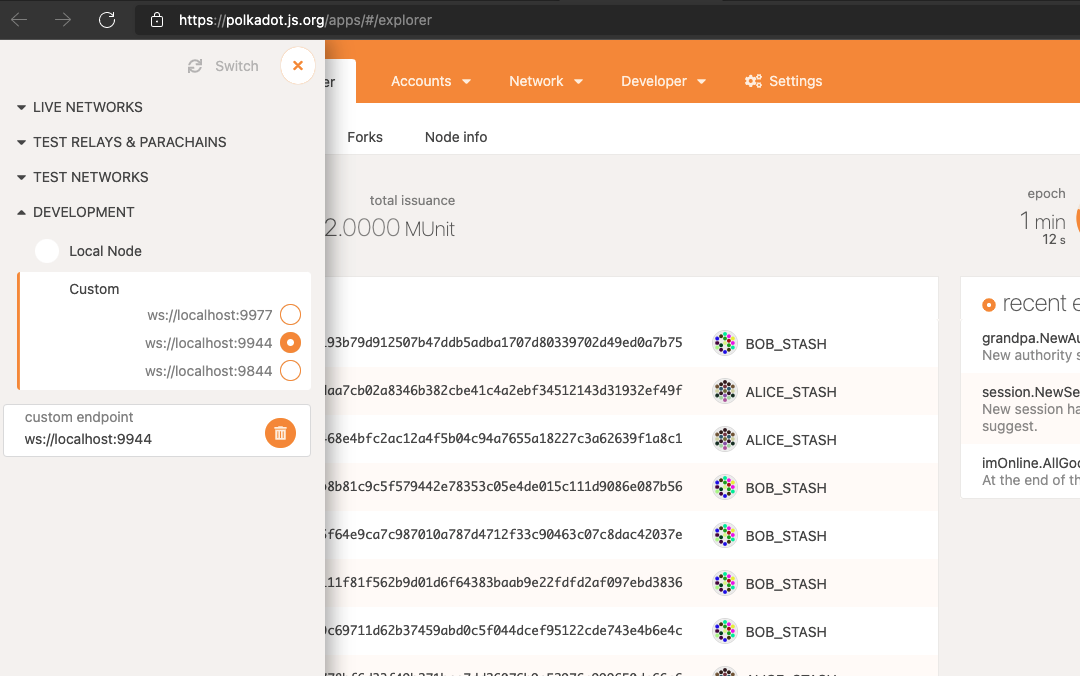 https://polkadot.js.org/apps/#/explorer
Switch
er
Accounts
Network
Developer
Settings
LIVE NETWORKS
TEST RELAYS & PARACHAINS
TEST NETWORKS
DEVELOPMENT
Local Node
Custom
ws://localhost:9977
ws://localhost:9944
ws://localhost:9844
custom endpoint
ws://localhost:9944
Forks
Node info
total issuance
2.0000 MUnit
epoch
1 min
12 s
93b79d912507b47ddb5adba1707d80339702d49ed0a7b75 BOB_STASH
aa7cb02a8346b382cbe41c4a2ebf34512143d31932ef49f ALICE_STASH
68e4bfc2ac12a4f5b04c94a7655a18227c3a62639f1a8c1 ALICE_STASH
8b81c9c5f579442e78353c05e4de015c111d9086e087b56 BOB_STASH
f64e9ca7c987010a787d4712f33c90463c07c8dac42037e BOB_STASH
11f81f562b9d01d6f64383baab9e22fdfd2af097ebd3836 BOB_STASH
c69711d62b37459abd0c5f044dcef95122cde743e4b6e4c BOB_STASH
recent e
grandpa.NewAu
New authority s
session.NewSe
New session ha
suggest.
imOnline.AllGoo
At the end of th